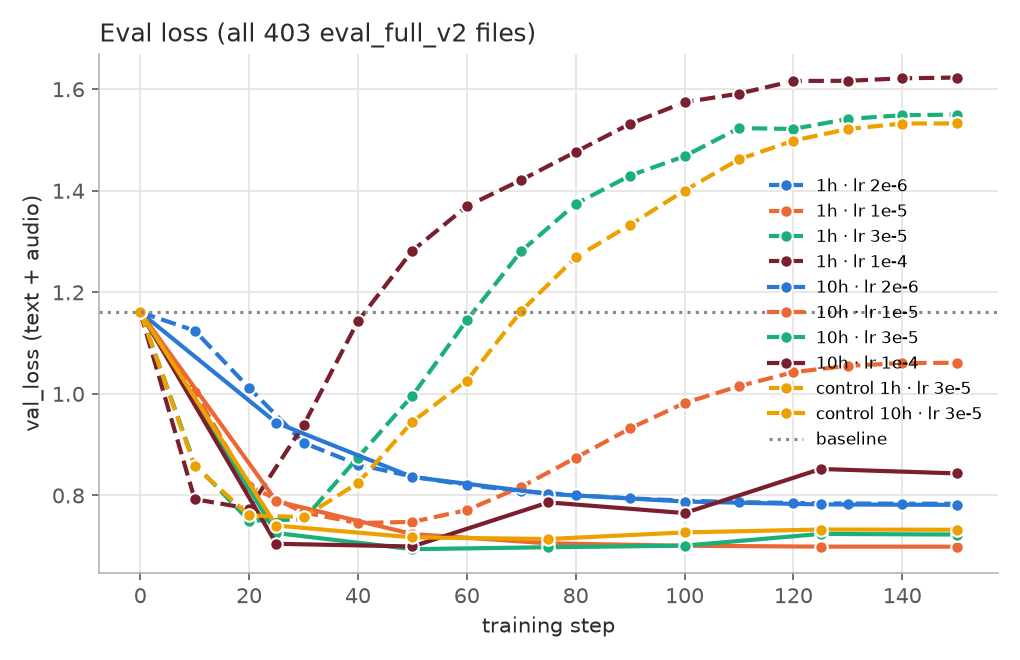 Eval loss (all 403 eval_full_v2 files)
val_loss (text + audio)
1.6
1.4
1.2
1.0
0.8
1h · lr 2e-6
1h · lr 1e-5
1h · lr 3e-5
1h · lr 1e-4
10h · lr 2e-6
10h · lr 1e-5
10h · lr 3e-5
10h · lr 1e-4
control 1h · lr 3e-5
control 10h · lr 3e-5
baseline
0 20 40 60 80 100 120 140
training step